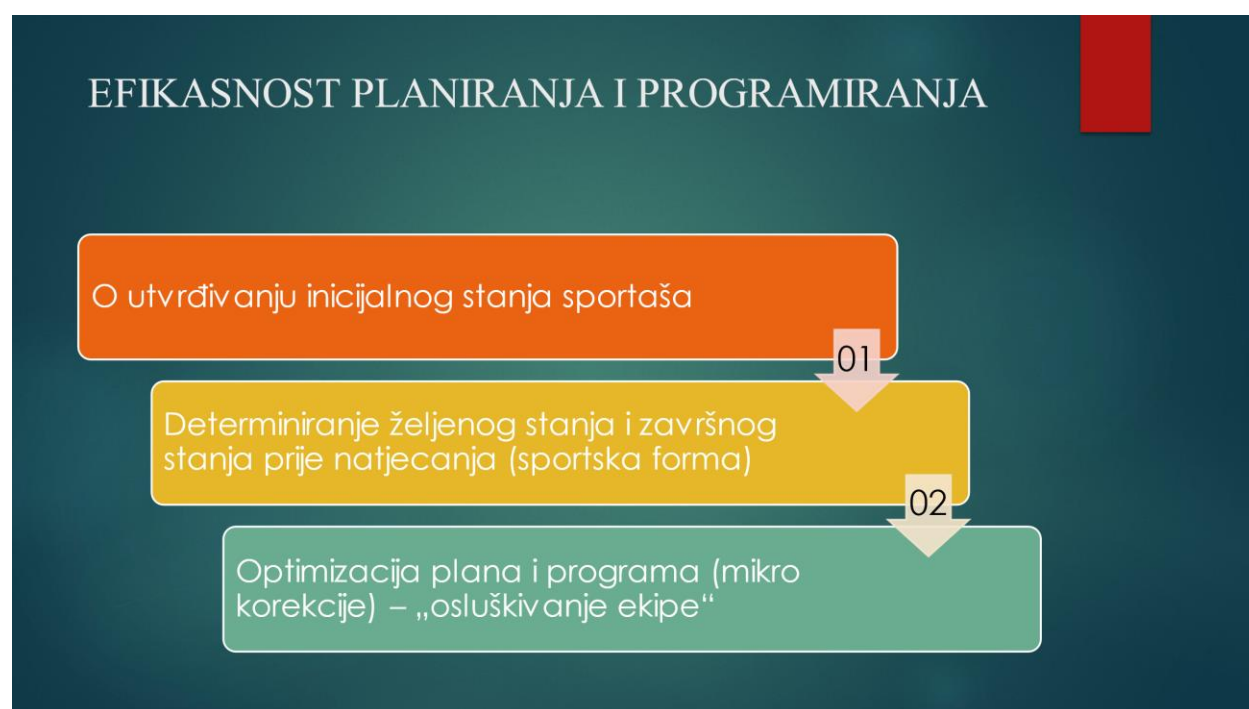 EFIKASNOST PLANIRANJA I PROGRAMIRANJA
O utvrđivanju inicijalnog stanja sportaša
01
Determiniranje željenog stanja i završnog
stanja prije natjecanja (sportska forma)
02
Optimizacija plana i programa (mikro
korekcije) – „osluškivanje ekipe“